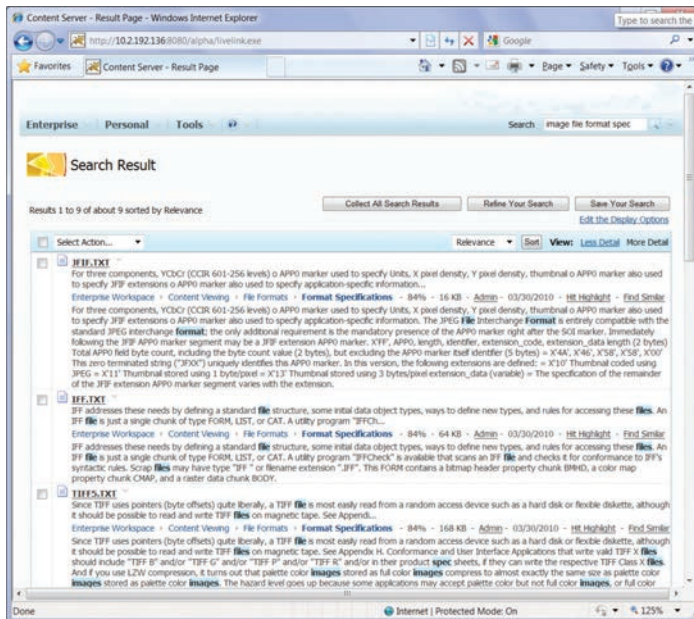 Content Server - Result Page - Windows Internet Explorer
Type to search the
http://10.2.192.136:8080/alpha/livelink.exe
Google
Favorites
Content Server - Result Page
Page
Safety
Tools
Enterprise
Personal
Tools
Search
image file format spec
Search Result
Collect All Search Results
Refine Your Search
Save Your Search
Results 1 to 9 of about 9 sorted by Relevance
Edit the Display Options
Select Action...
Relevance
Sort
View: Less Detail More Detail
JFIF.TXT
For three components, YCbCr (CCIR 601-256 levels) o APP0 marker used to specify Units, X pixel density, Y pixel density, thumbnail o APP0 marker also used
to specify JFIF extensions o APP0 marker also used to specify application-specific information...
Enterprise Workspace › Content Viewing › File Formats › Format Specifications - 84% - 16 KB - Admin - 03/30/2010 - Hit Highlight - Find Similar
For three components, YCbCr (CCIR 601-256 levels) o APP0 marker used to specify Units, X pixel density, Y pixel density, thumbnail o APP0 marker also used
to specify JFIF extensions o APP0 marker also used to specify application-specific information... The JPEG File Interchange Format is entirely compatible with the
standard JPEG interchange format; the only additional requirement is the mandatory presence of the APP0 marker right after the SOI marker. Immediately
following the JFIF APP0 marker segment may be a JFIF extension APP0 marker. X'FF', APP0, length, identifier, extension_code, extension_data length (2 bytes)
Total APP0 field byte count, including the byte count value (2 bytes), but excluding the APP0 marker itself identifier (5 bytes) = X'4A', X'46', X'58', X'58', X'00'
This zero terminated string ("JFXX") uniquely identifies this APP0 marker. In this version, the following extensions are defined: = X'10' Thumbnail coded using
JPEG = X'11' Thumbnail stored using 1 byte/pixel = X'13' Thumbnail stored using 3 bytes/pixel extension_data (variable) = The specification of the remainder
of the JFIF extension APP0 marker segment varies with the extension.
IFF.TXT
IFF addresses these needs by defining a standard file structure, some initial data object types, ways to define new types, and rules for accessing these files. An
IFF file is just a single chunk of type FORM, LIST, or CAT. A utility program "IFFCh...
Enterprise Workspace › Content Viewing › File Formats › Format Specifications - 84% - 64 KB - Admin - 03/30/2010 - Hit Highlight - Find Similar
IFF addresses these needs by defining a standard file structure, some initial data object types, ways to define new types, and rules for accessing these files. An
IFF file is just a single chunk of type FORM, LIST, or CAT. A utility program "IFFCheck" is available that scans an IFF file and checks it for conformance to IFF's
syntactic rules. Scrap files may have type "IFF " or filename extension ".IFF". This FORM contains a bitmap header property chunk BMHD, a color map
property chunk CMAP, and a raster data chunk BODY.
TIFF5.TXT
Since TIFF uses pointers (byte offsets) quite liberaly, a TIFF file is most easily read from a random access device such as a hard disk or flexible diskette, although
it should be possible to read and write TIFF files on magnetic tape. See Appendi...
Enterprise Workspace › Content Viewing › File Formats › Format Specifications - 84% - 168 KB - Admin - 03/30/2010 - Hit Highlight - Find Similar
Since TIFF uses pointers (byte offsets) quite liberaly, a TIFF file is most easily read from a random access device such as a hard disk or flexible diskette, although
it should be possible to read and write TIFF files on magnetic tape. See Appendix H. Conformance and User Interface Applications that write valid TIFF X files
should include "TIFF B" and/or "TIFF G" and/or "TIFF P" and/or "TIFF R" and/or in their product spec sheets, if they can write the respective TIFF Class X files.
And if you use LZW compression, it turns out that palette color images stored as full color images compress to almost exactly the same size as palette color
images stored as palette color images. The hazard level goes up because some applications may accept palette color but not full color images, or full color
Done
Internet | Protected Mode: On
125%